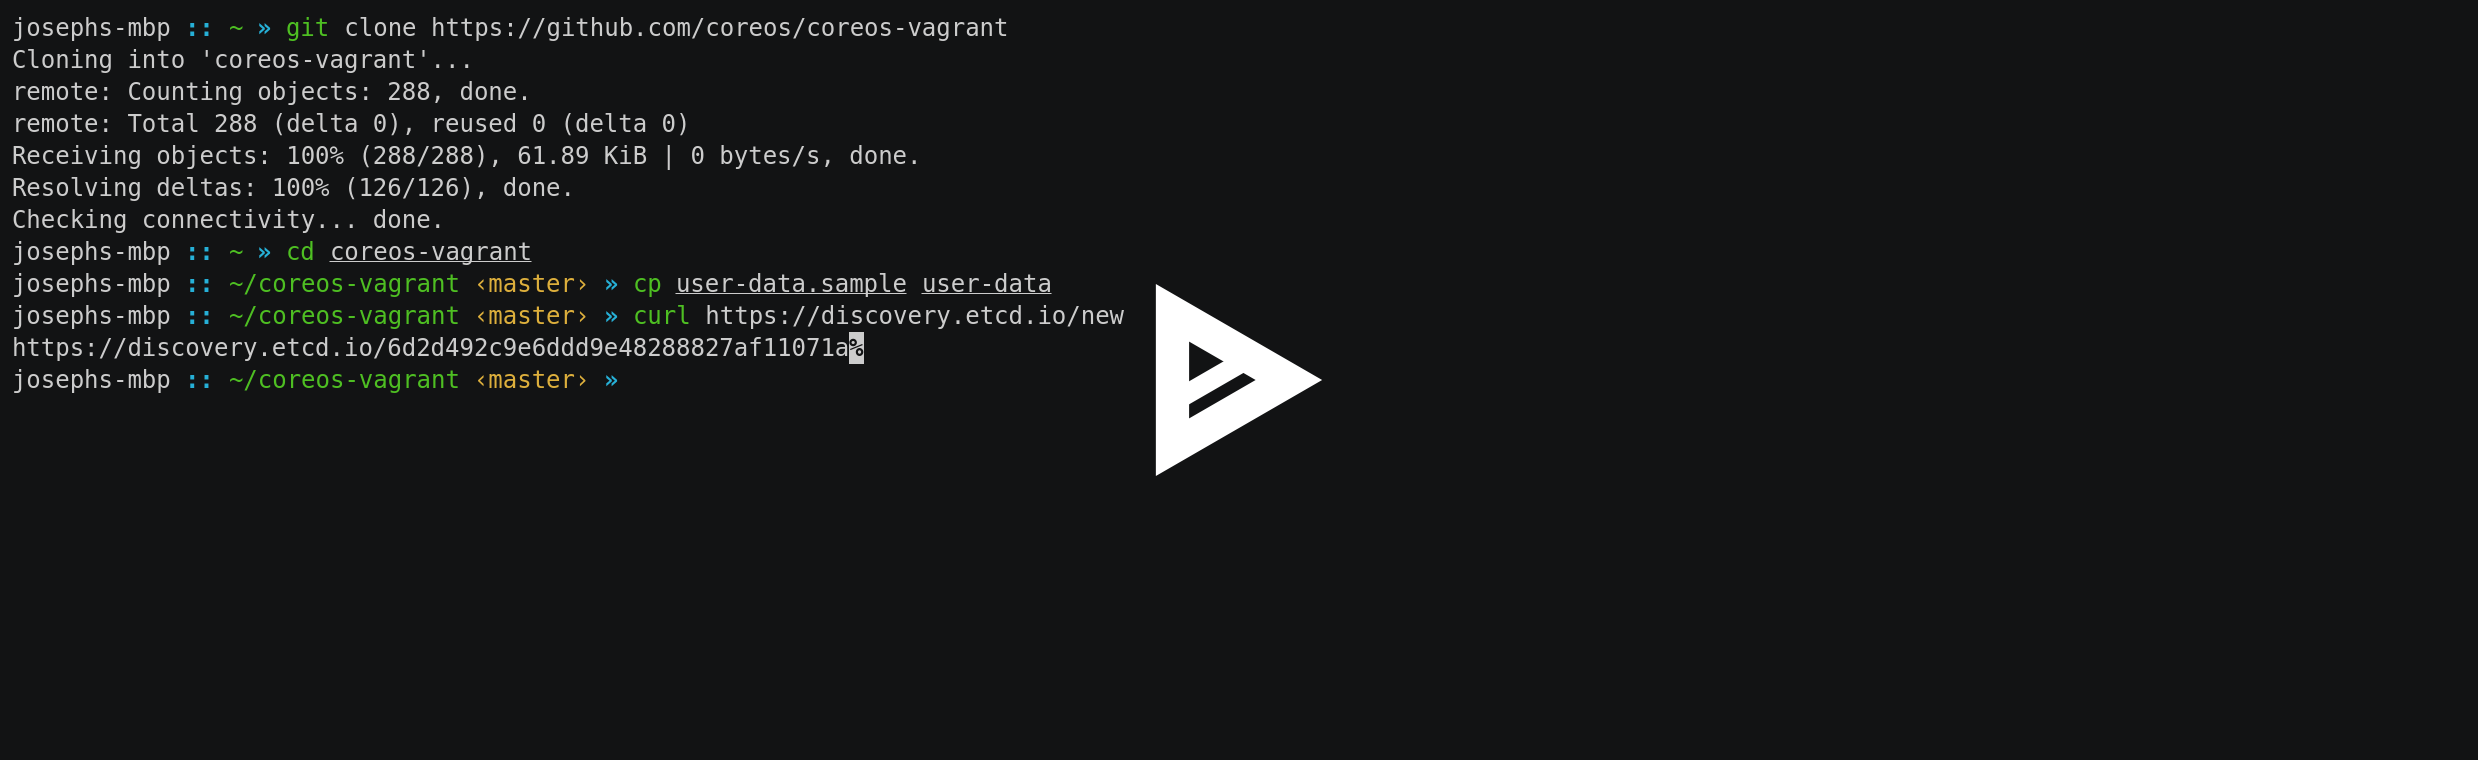 josephs-mbp :: ~ » git clone https://github.com/coreos/coreos-vagrant
Cloning into 'coreos-vagrant'...
remote: Counting objects: 288, done.
remote: Total 288 (delta 0), reused 0 (delta 0)
Receiving objects: 100% (288/288), 61.89 KiB | 0 bytes/s, done.
Resolving deltas: 100% (126/126), done.
Checking connectivity... done.
josephs-mbp :: ~ » cd coreos-vagrant
josephs-mbp :: ~/coreos-vagrant ‹master› » cp user-data.sample user-data
josephs-mbp :: ~/coreos-vagrant ‹master› » curl https://discovery.etcd.io/new
https://discovery.etcd.io/6d2d492c9e6ddd9e48288827af11071a%
josephs-mbp :: ~/coreos-vagrant ‹master› »